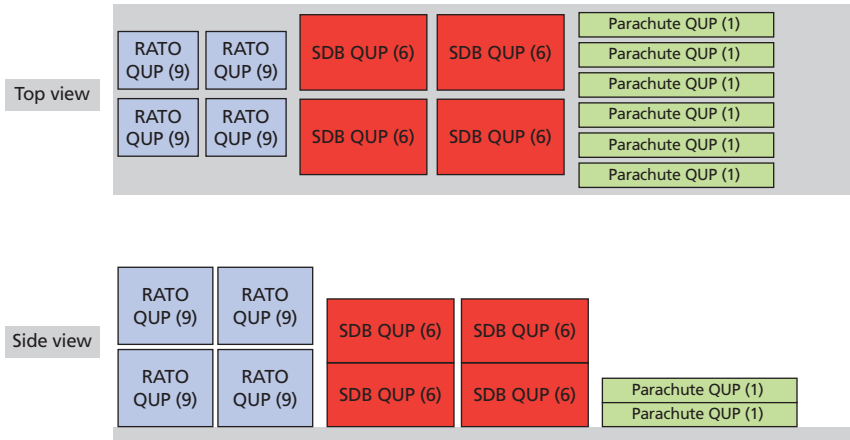 Top view
RATO
QUP (9)
RATO
QUP (9)
SDB QUP (6)
SDB QUP (6)
Parachute QUP (1)
Parachute QUP (1)
Parachute QUP (1)
Parachute QUP (1)
Parachute QUP (1)
Parachute QUP (1)
RATO
QUP (9)
RATO
QUP (9)
SDB QUP (6)
SDB QUP (6)
Side view
RATO
QUP (9)
RATO
QUP (9)
SDB QUP (6)
SDB QUP (6)
RATO
QUP (9)
RATO
QUP (9)
SDB QUP (6)
SDB QUP (6)
Parachute QUP (1)
Parachute QUP (1)